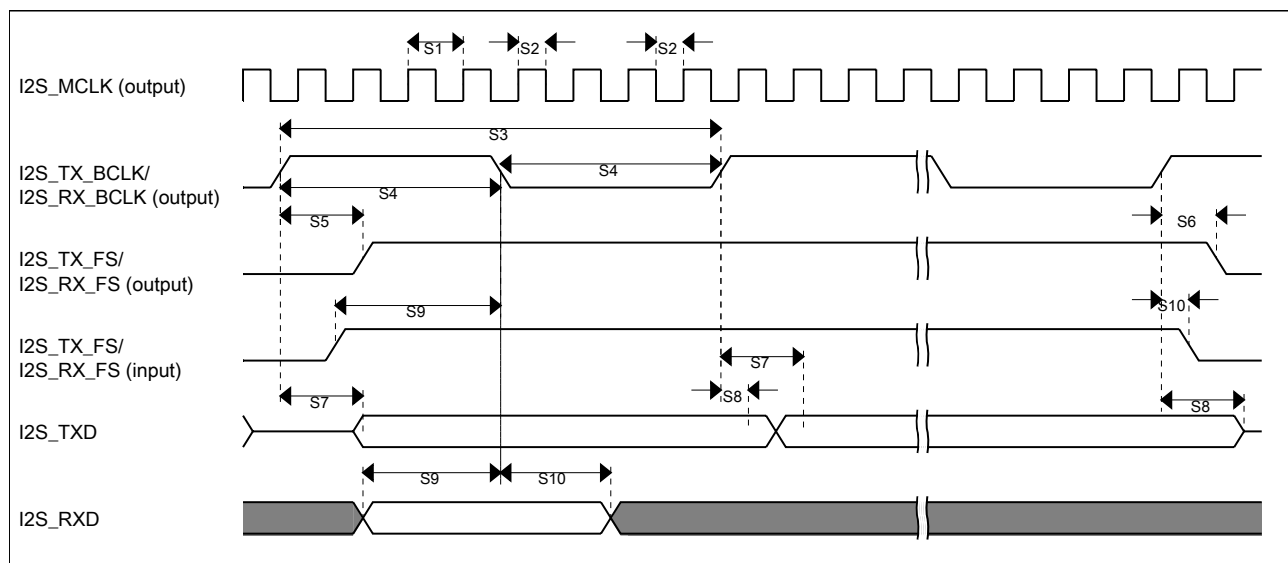 S1
S2
S2
I2S_MCLK (output)
S3
I2S_TX_BCLK/
I2S_RX_BCLK (output)
S4
S4
S5
S6
I2S_TX_FS/
I2S_RX_FS (output)
S9
S10
I2S_TX_FS/
I2S_RX_FS (input)
S7
S8
S7
S8
I2S_TXD
S9
S10
I2S_RXD